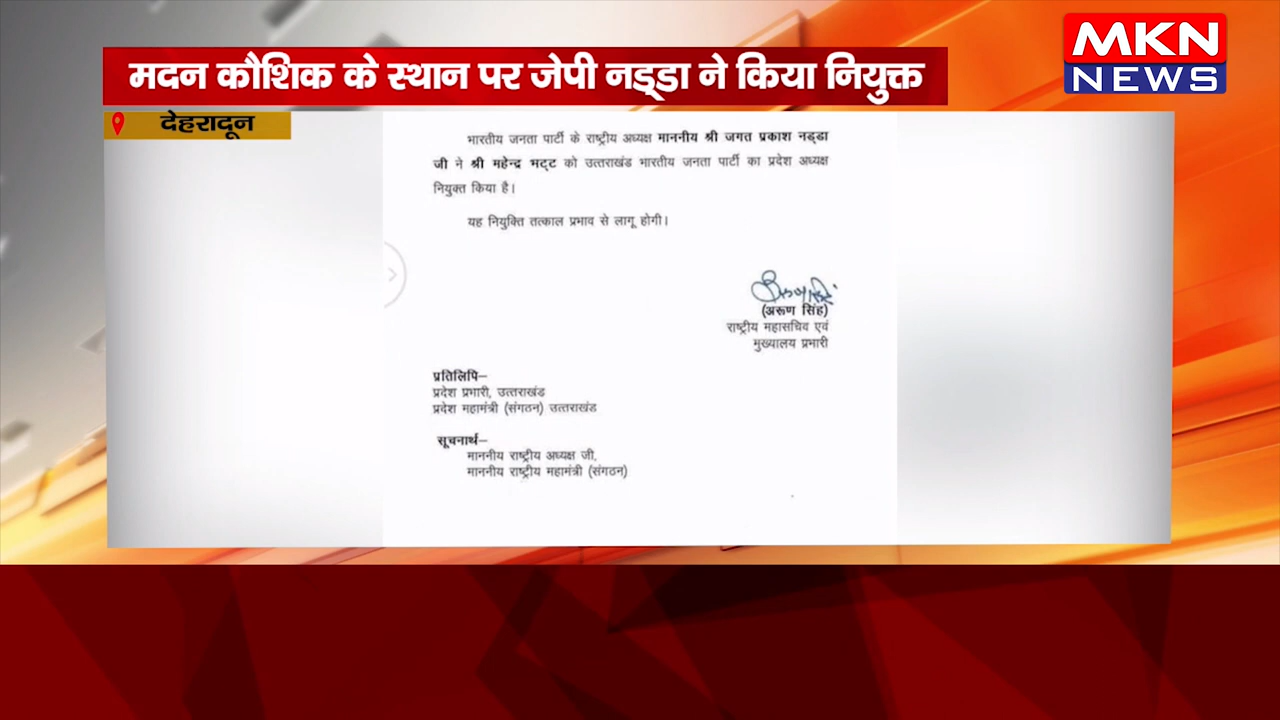 मदन कौशिक के स्थान पर जेपी नड्डा ने किया नियुक्त
MKN
NEWS
देहरादून
भारतीय जनता पार्टी के राष्ट्रीय अध्यक्ष माननीय श्री जगत प्रकाश नड्डा
जी ने श्री महेन्द्र भट्ट को उत्तराखंड भारतीय जनता पार्टी का प्रदेश अध्यक्ष
नियुक्त किया है।
यह नियुक्ति तत्काल प्रभाव से लागू होगी।
(अरूण सिंह)
राष्ट्रीय महासचिव एवं
मुख्यालय प्रभारी
प्रतिलिपि–
प्रदेश प्रभारी, उत्तराखंड
प्रदेश महामंत्री (संगठन) उत्तराखंड
सूचनार्थ–
माननीय राष्ट्रीय अध्यक्ष जी,
माननीय राष्ट्रीय महामंत्री (संगठन)